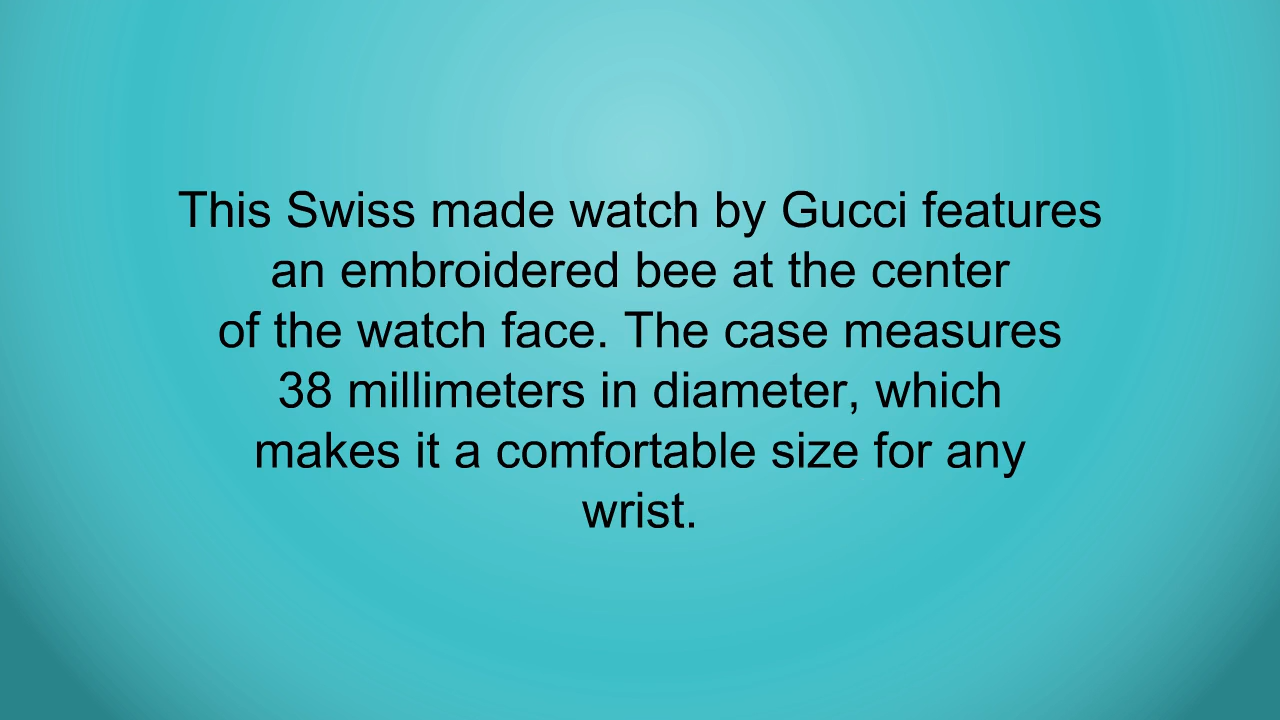 This Swiss made watch by Gucci features
an embroidered bee at the center
of the watch face. The case measures
38 millimeters in diameter, which
makes it a comfortable size for any
wrist.